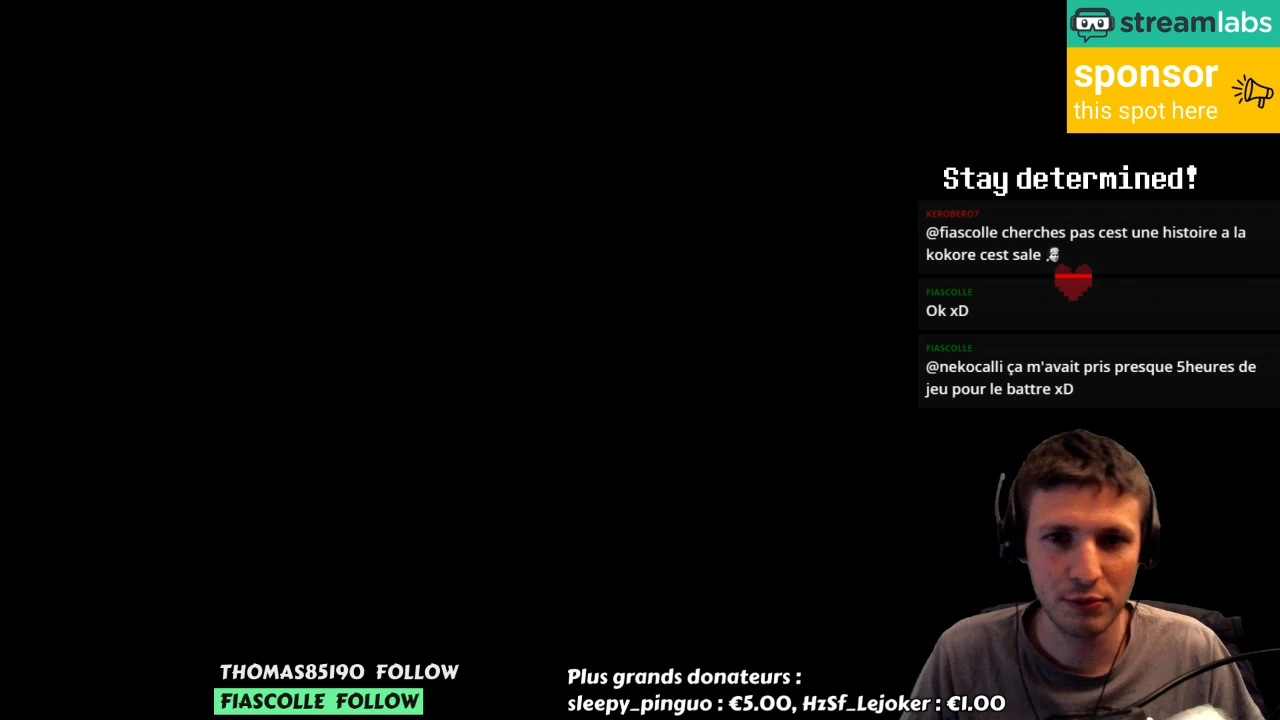 streamlabs
sponsor
this spot here
Stay determined!
KEROBERO7
@fiascolle cherches pas cest une histoire a la
kokore cest sale
FIASCOLLE
Ok xD
FIASCOLLE
@nekocalli ça m'avait pris presque 5heures de
jeu pour le battre xD
THOMAS85190 FOLLOW
FIASCOLLE FOLLOW
Plus grands donateurs :
sleepy_pinguo : €5.00, HzSf_Lejoker : €1.00